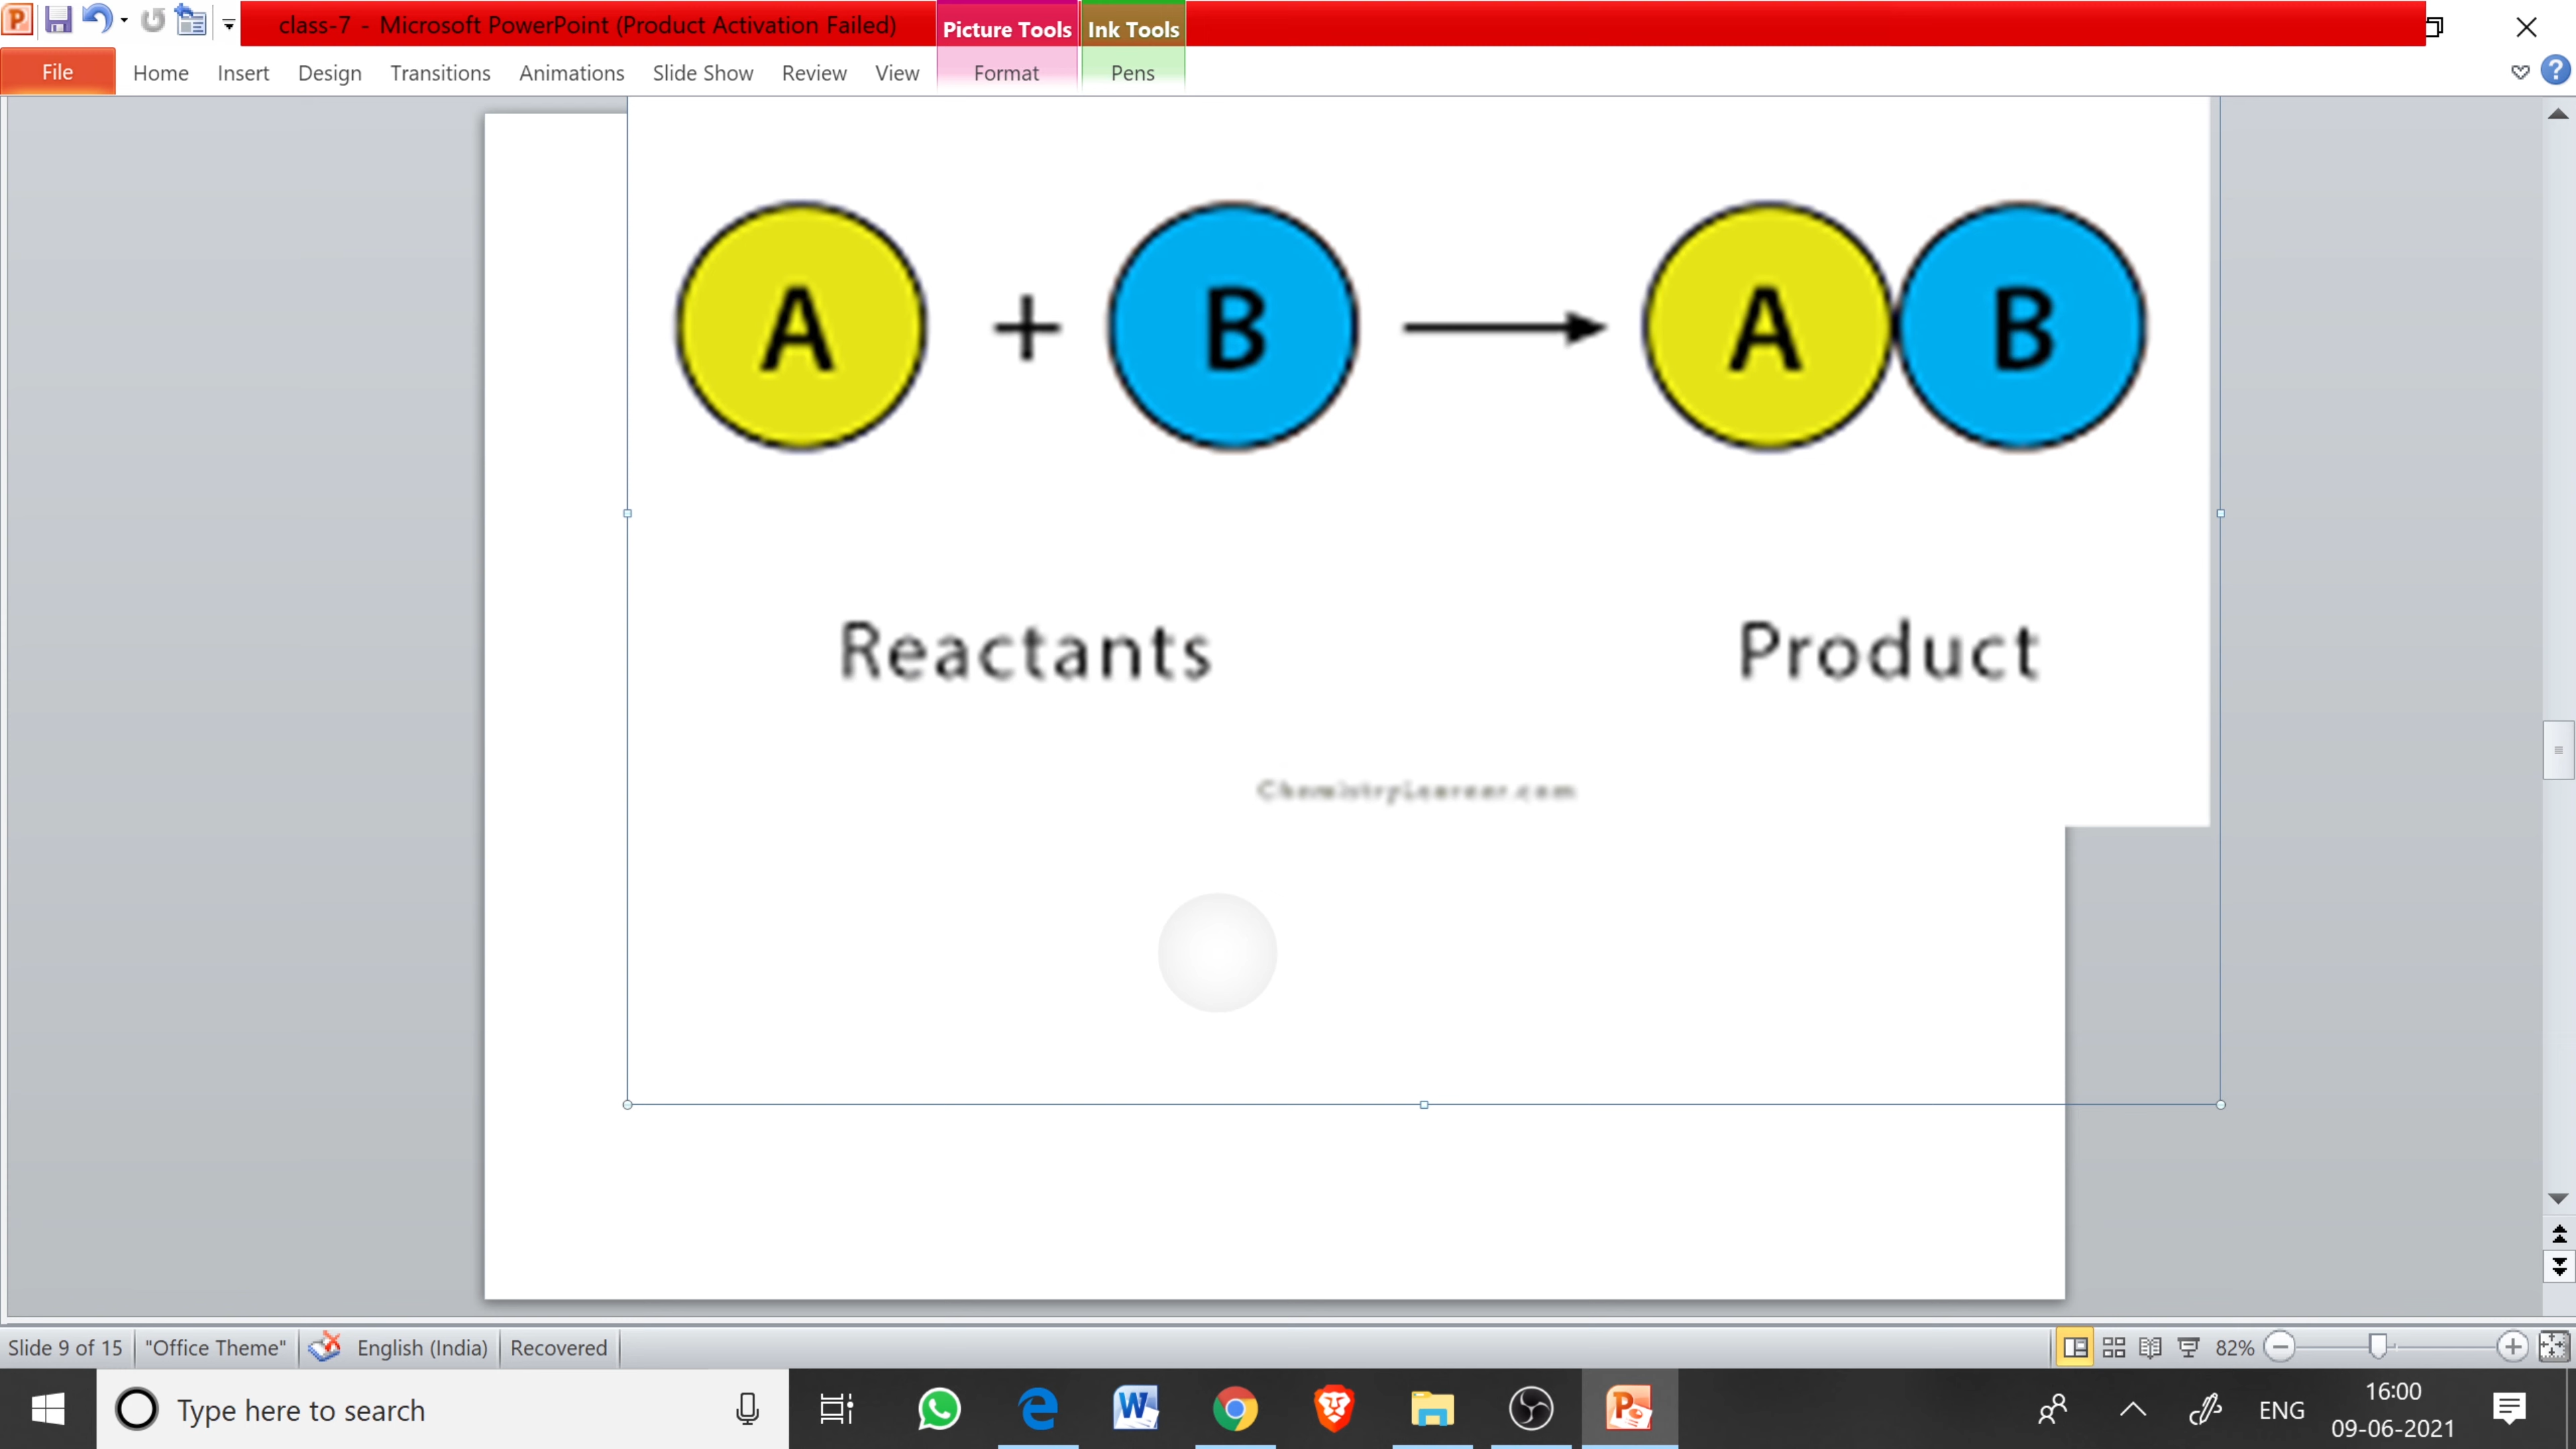 class-7 - Microsoft PowerPoint (Product Activation Failed)
Picture Tools
Ink Tools
File
Home
Insert
Design
Transitions
Animations
Slide Show
Review
View
Format
Pens
A + B A B
Reactants
Product
ChemistryLearner.com
Slide 9 of 15
"Office Theme"
English (India)
Recovered
82%
Type here to search
ENG
16:00
09-06-2021